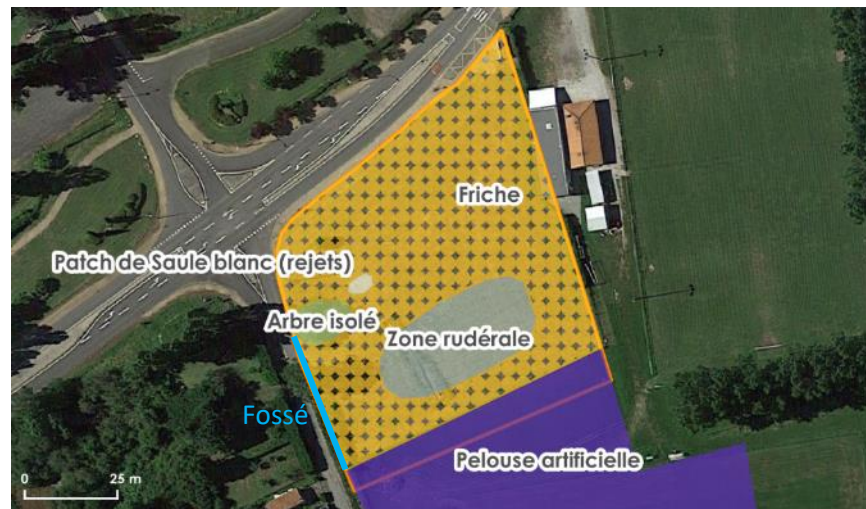 Friche
Patch de Saule blanc (rejets)
Arbre isolé
Zone rudérale
Fossé
Pelouse artificielle
0 25 m